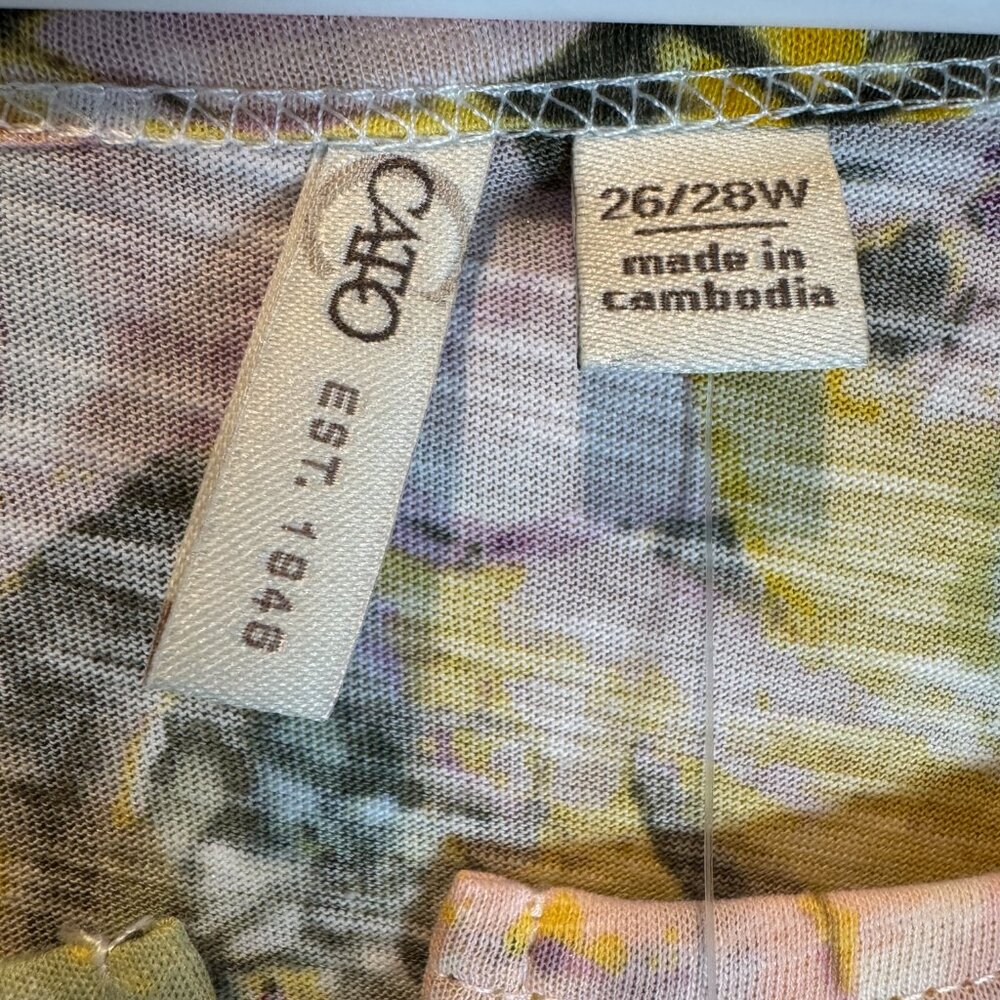 CATO
EST. 1946
26/28W
made in
cambodia